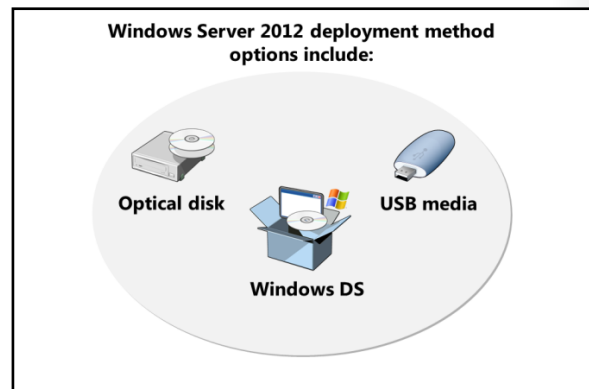 Windows Server 2012 deployment method
options include:
Optical disk
USB media
Windows DS